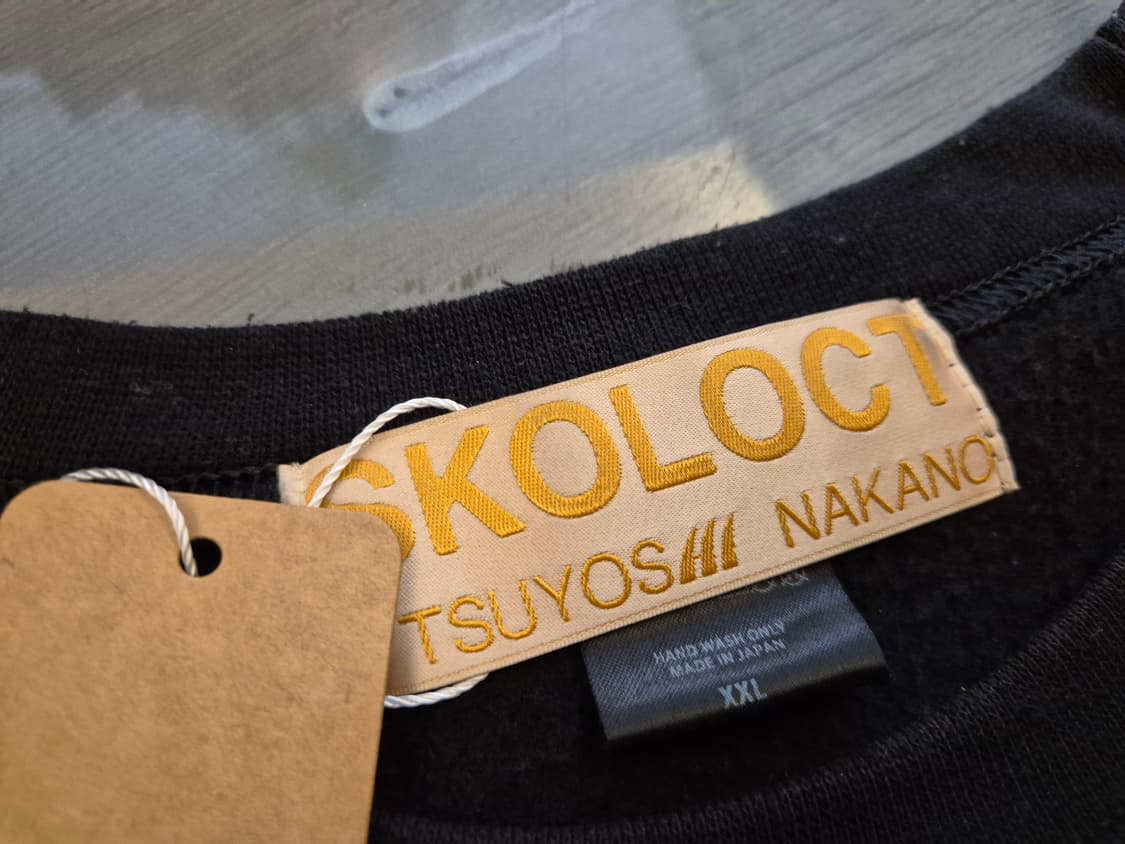 SKOLOCT
TSUYOSHI NAKANO
HAND WASH ONLY
MADE IN JAPAN
XXL